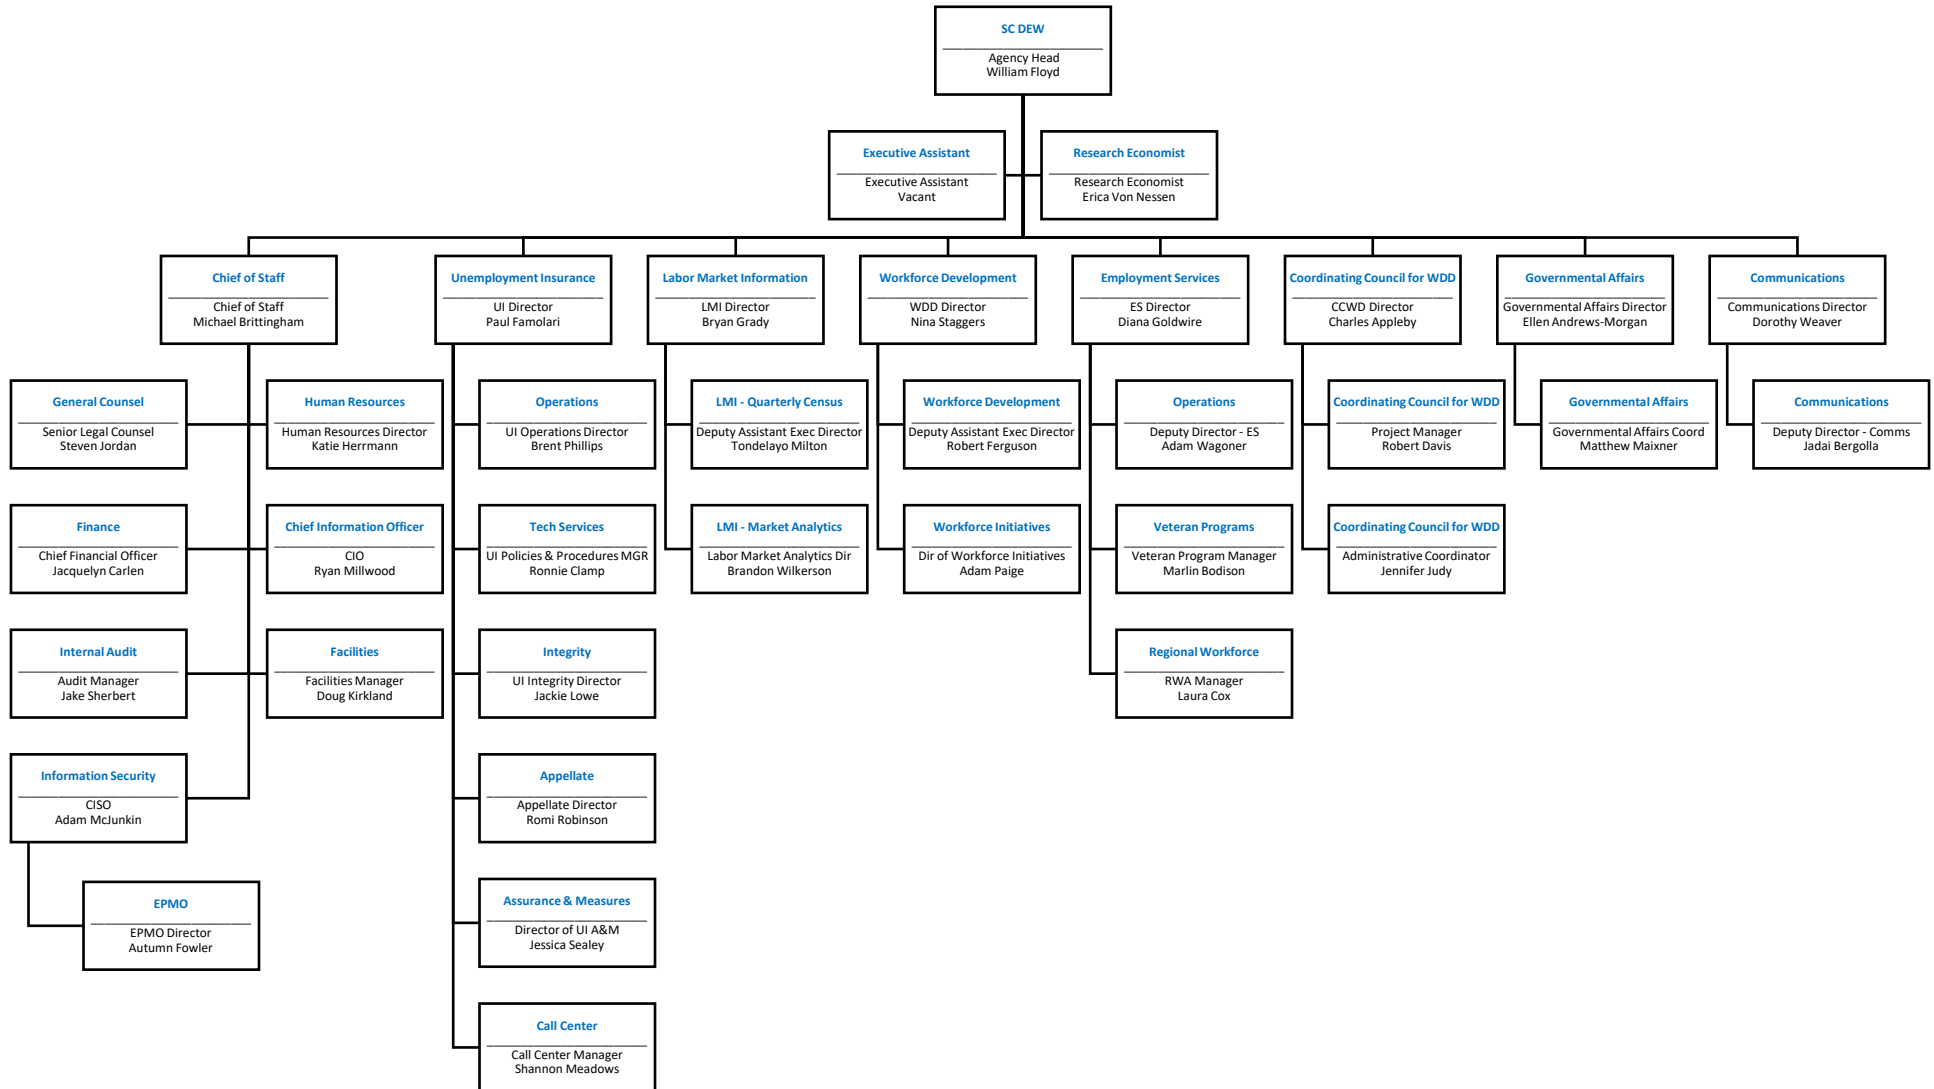 SC DEW
Agency Head
William Floyd
Executive Assistant
Executive Assistant
Vacant
Research Economist
Research Economist
Erica Von Nessen
Chief of Staff
Chief of Staff
Michael Brittingham
Unemployment Insurance
UI Director
Paul Famolari
Labor Market Information
LMI Director
Bryan Grady
Workforce Development
WDD Director
Nina Staggers
Employment Services
ES Director
Diana Goldwire
Coordinating Council for WDD
CCWD Director
Charles Appleby
Governmental Affairs
Governmental Affairs Director
Ellen Andrews-Morgan
Communications
Communications Director
Dorothy Weaver
General Counsel
Senior Legal Counsel
Steven Jordan
Human Resources
Human Resources Director
Katie Herrmann
Operations
UI Operations Director
Brent Phillips
LMI - Quarterly Census
Deputy Assistant Exec Director
Tondelayo Milton
Workforce Development
Deputy Assistant Exec Director
Robert Ferguson
Operations
Deputy Director - ES
Adam Wagoner
Coordinating Council for WDD
Project Manager
Robert Davis
Governmental Affairs
Governmental Affairs Coord
Matthew Maixner
Communications
Deputy Director - Comms
Jadai Bergolla
Finance
Chief Financial Officer
Jacquelyn Carlen
Chief Information Officer
CIO
Ryan Millwood
Tech Services
UI Policies & Procedures MGR
Ronnie Clamp
LMI - Market Analytics
Labor Market Analytics Dir
Brandon Wilkerson
Workforce Initiatives
Dir of Workforce Initiatives
Adam Paige
Veteran Programs
Veteran Program Manager
Marlin Bodison
Coordinating Council for WDD
Administrative Coordinator
Jennifer Judy
Internal Audit
Audit Manager
Jake Sherbert
Facilities
Facilities Manager
Doug Kirkland
Integrity
UI Integrity Director
Jackie Lowe
Regional Workforce
RWA Manager
Laura Cox
Information Security
CISO
Adam McJunkin
Appellate
Appellate Director
Romi Robinson
EPMO
EPMO Director
Autumn Fowler
Assurance & Measures
Director of UI A&M
Jessica Sealey
Call Center
Call Center Manager
Shannon Meadows